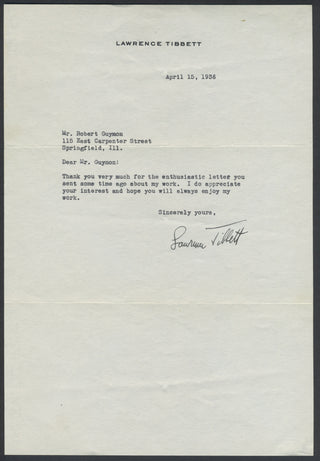 LAWRENCE TIBBETT
April 15, 1936
Mr. Robert Guymon
115 East Carpenter Street
Springfield, Ill.
Dear Mr. Guymon:
Thank you very much for the enthusiastic letter you
sent some time ago about my work. I do appreciate
your interest and hope you will always enjoy my
work.
Sincerely yours,
Lawrence Tibbett